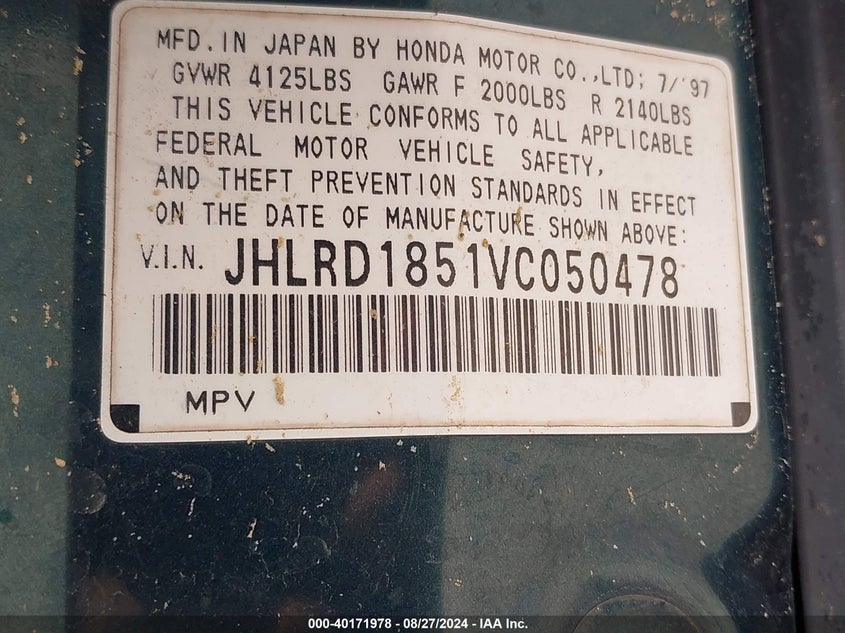 MFD. IN JAPAN BY HONDA MOTOR CO.,LTD; 7/'97
GVWR 4125LBS GAWR F 2000LBS R 2140LBS
THIS VEHICLE CONFORMS TO ALL APPLICABLE
FEDERAL MOTOR VEHICLE SAFETY,
AND THEFT PREVENTION STANDARDS IN EFFECT
ON THE DATE OF MANUFACTURE SHOWN ABOVE:
V.I.N. JHLRD1851VC050478
MPV
000-40171978 - 08/27/2024 - IAA Inc.